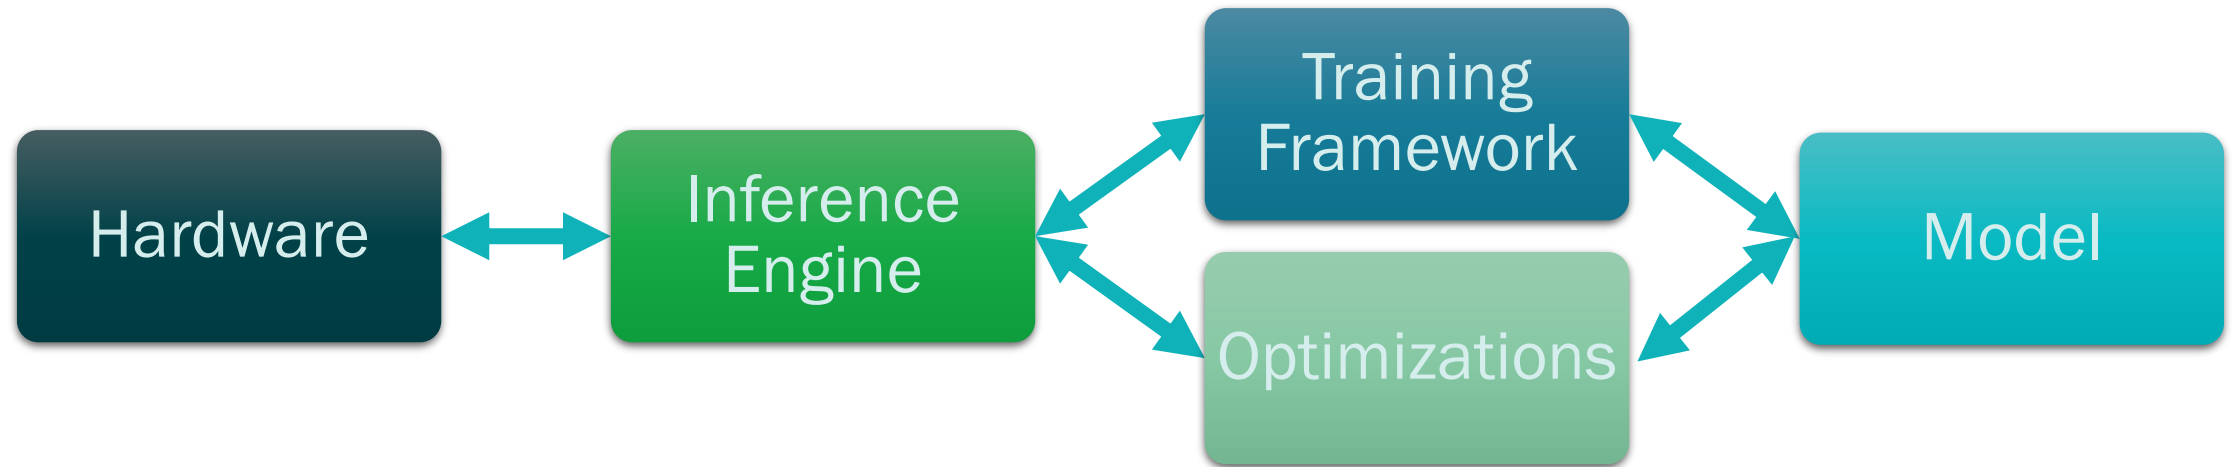 Hardware
Inference
Engine
Training
Framework
Optimizations
Model